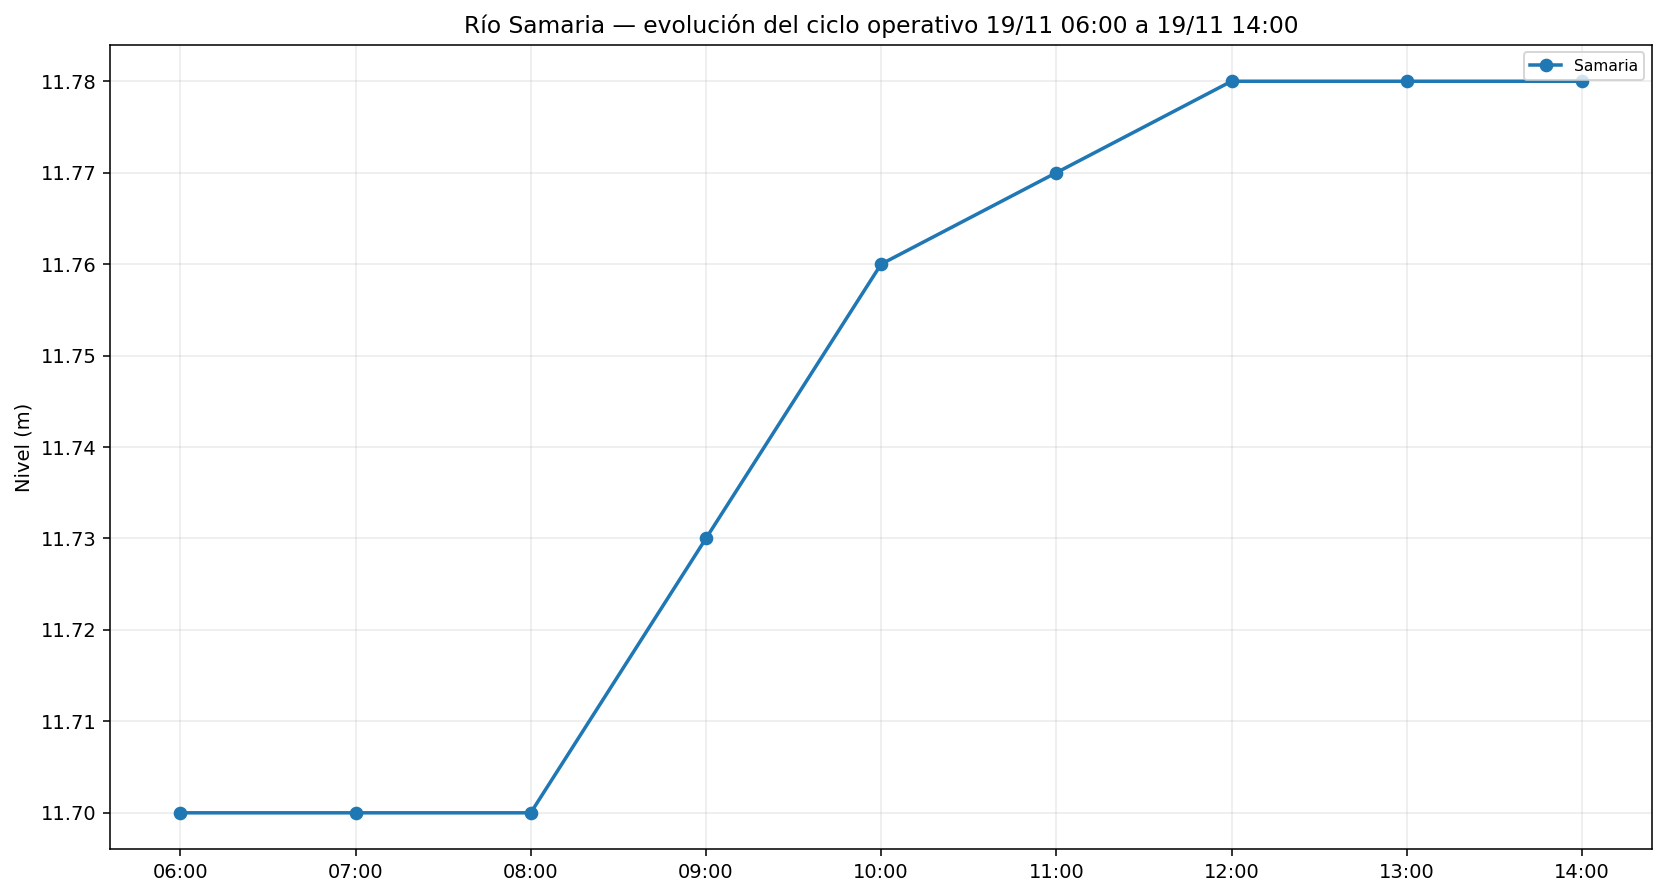 Río Samaria — evolución del ciclo operativo 19/11 06:00 a 19/11 14:00
Samaria
Nivel (m)
11.78
11.77
11.76
11.75
11.74
11.73
11.72
11.71
11.70
06:00 07:00 08:00 09:00 10:00 11:00 12:00 13:00 14:00